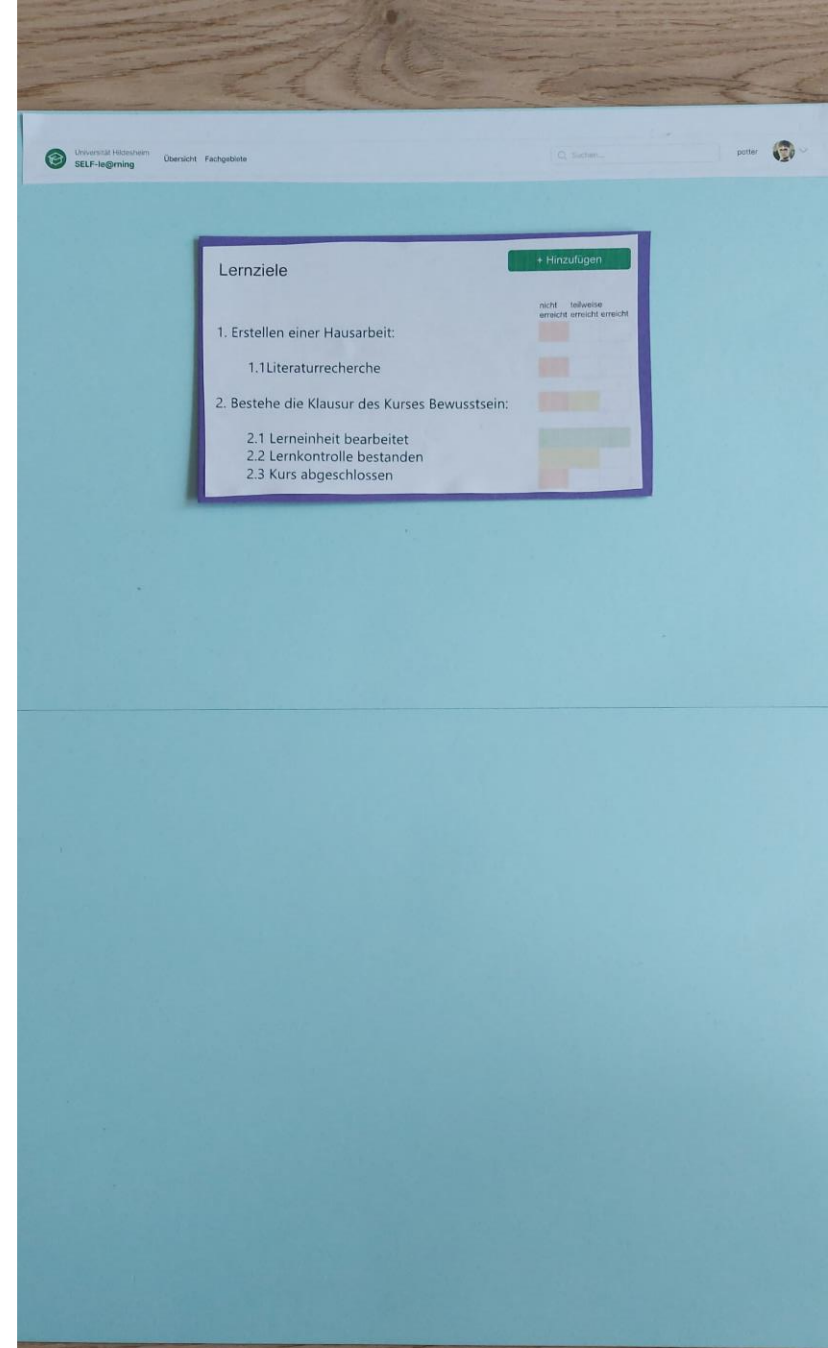 Universität Hildesheim
SELF-le@rning
Übersicht Fachgebiete
Suchen...
potter
Lernziele
+ Hinzufügen
nicht teilweise
erreicht erreicht erreicht
1. Erstellen einer Hausarbeit:
1.1Literaturrecherche
2. Bestehe die Klausur des Kurses Bewusstsein:
2.1 Lerneinheit bearbeitet
2.2 Lernkontrolle bestanden
2.3 Kurs abgeschlossen